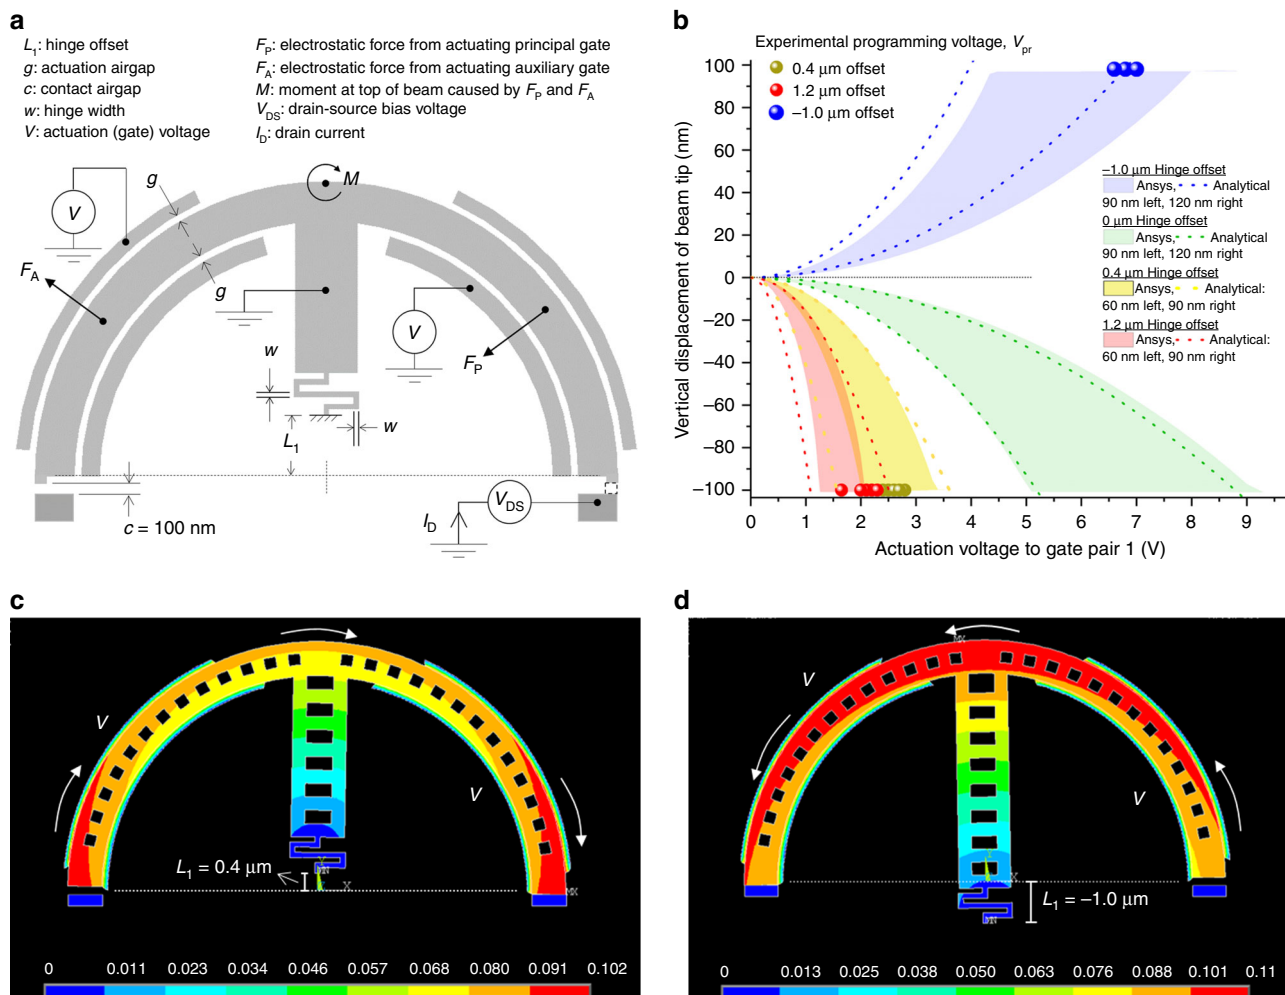 a
L1: hinge offset
g: actuation airgap
c: contact airgap
w: hinge width
V: actuation (gate) voltage
FP: electrostatic force from actuating principal gate
FA: electrostatic force from actuating auxiliary gate
M: moment at top of beam caused by FP and FA
VDS: drain-source bias voltage
ID: drain current
V
g
M
FA
g
V
FP
w
L1
w
c = 100 nm
ID
VDS
b
Experimental programming voltage, Vpr
0.4 µm offset
1.2 µm offset
–1.0 µm offset
Vertical displacement of beam tip (nm)
100
80
60
40
20
0
–20
–40
–60
–80
–100
0 1 2 3 4 5 6 7 8 9
Actuation voltage to gate pair 1 (V)
–1.0 µm Hinge offset
Ansys, Analytical
90 nm left, 120 nm right
0 µm Hinge offset
Ansys, Analytical
90 nm left, 120 nm right
0.4 µm Hinge offset
Ansys, Analytical:
60 nm left, 90 nm right
1.2 µm Hinge offset
Ansys, Analytical:
60 nm left, 90 nm right
c
V
V
L1 = 0.4 µm
Y
MN
X
MX
0 0.011 0.023 0.034 0.046 0.057 0.068 0.080 0.091 0.102
d
MX
V
V
X
L1 = –1.0 µm
MN
0 0.013 0.025 0.038 0.050 0.063 0.076 0.088 0.101 0.11